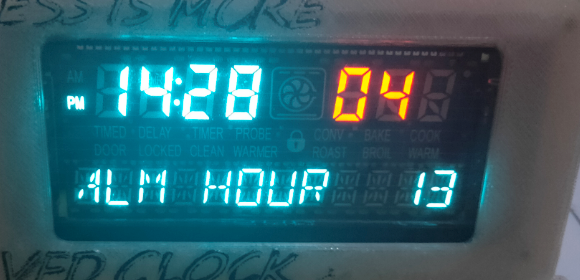 ESS IS MORE
AM
PM 14:28 04
TIMED DELAY TIMER PROBE CONV BAKE COOK
DOOR LOCKED CLEAN WARMER ROAST BROIL WARM
ALM HOUR 13
VED CLOCK